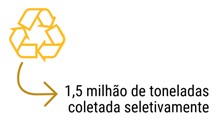 1,5 milhão de toneladas
coletada seletivamente